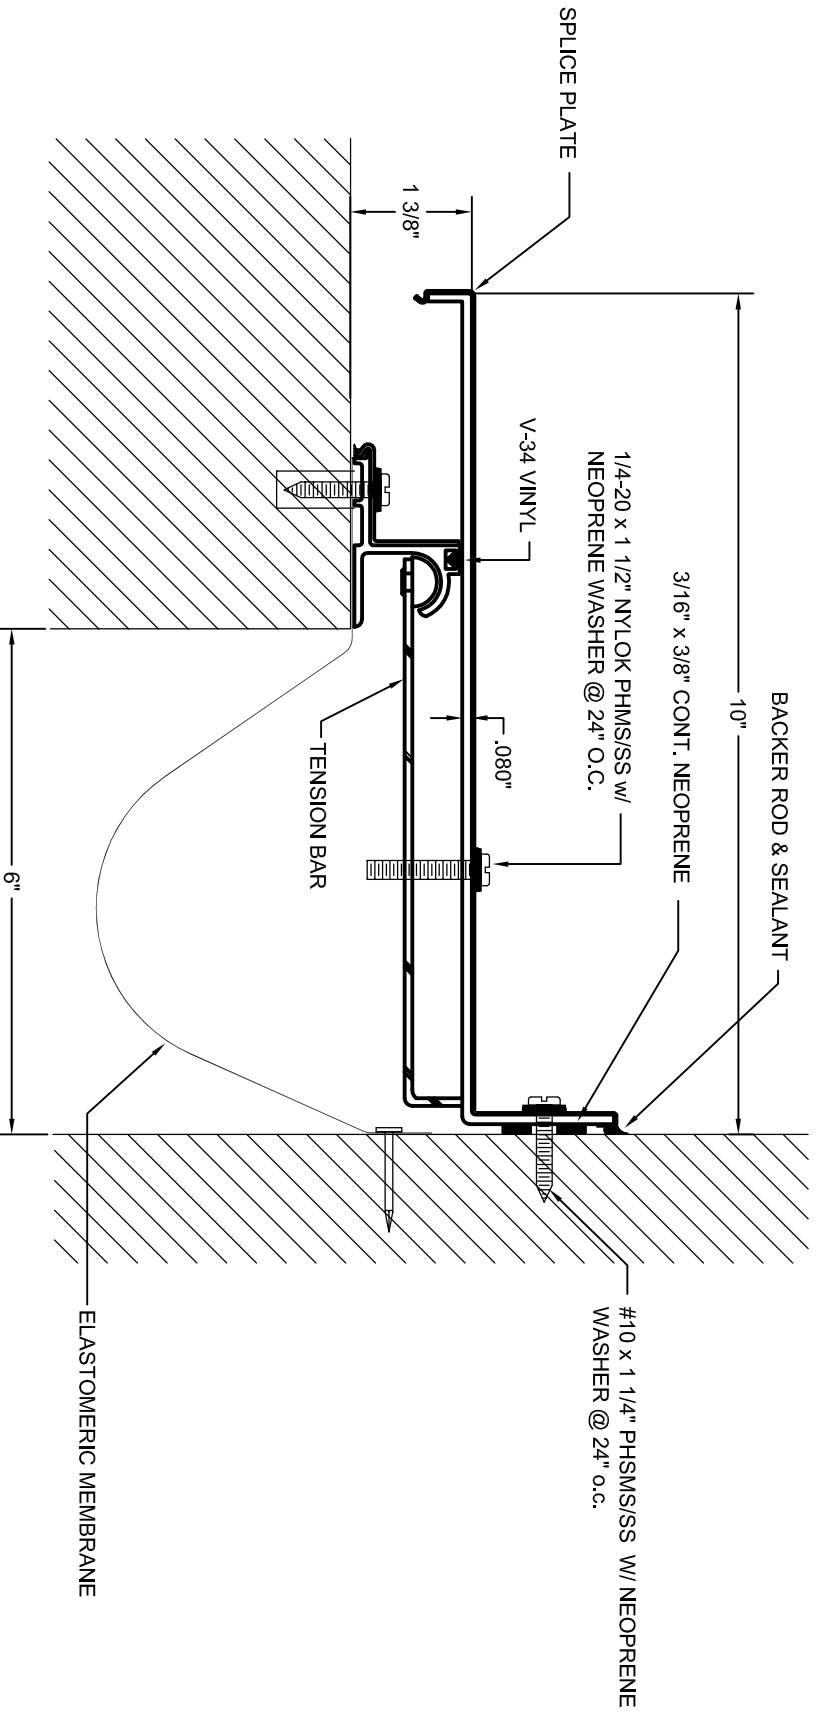 BACKER ROD & SEALANT
10"
3/16" x 3/8" CONT. NEOPRENE
1/4-20 x 1 1/2" NYLOK PHMS/SS w/
NEOPRENE WASHER @ 24" O.C.
#10 x 1 1/4" PHSMS/SS W/ NEOPRENE
WASHER @ 24" o.c.
SPLICE PLATE
V-34 VINYL
.080"
1 3/8"
TENSION BAR
ELASTOMERIC MEMBRANE
6"